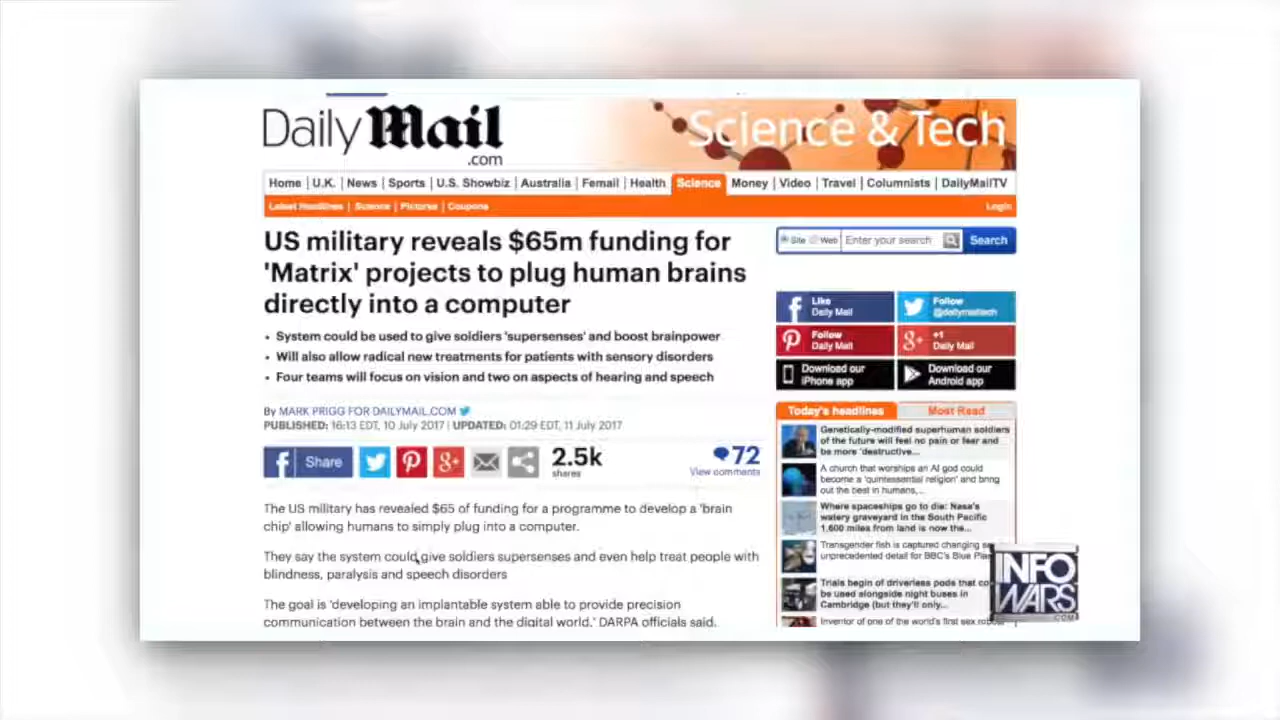 Daily Mail
.com
Science & Tech
Home U.K. News Sports U.S. Showbiz Australia Femail Health Science Money Video Travel Columnists DailyMailTV
Latest Headlines Science Pictures Coupons Login
US military reveals $65m funding for
'Matrix' projects to plug human brains
directly into a computer
• System could be used to give soldiers 'supersenses' and boost brainpower
• Will also allow radical new treatments for patients with sensory disorders
• Four teams will focus on vision and two on aspects of hearing and speech
By MARK PRIGG FOR DAILYMAIL.COM
PUBLISHED: 16:13 EDT, 10 July 2017 | UPDATED: 01:29 EDT, 11 July 2017
f Share
g+
2.5k
shares
72
View comments
The US military has revealed $65 of funding for a programme to develop a 'brain
chip' allowing humans to simply plug into a computer.
They say the system could give soldiers supersenses and even help treat people with
blindness, paralysis and speech disorders
The goal is 'developing an implantable system able to provide precision
communication between the brain and the digital world.' DARPA officials said.
Site Web Enter your search Search
Like
Daily Mail
Follow
@dailymailtech
Follow
Daily Mail
+1
Daily Mail
Download our
iPhone app
Download our
Android app
Today's headlines Most Read
Genetically-modified superhuman soldiers
of the future will feel no pain or fear and
be more 'destructive...
A church that worships an AI god could
become a 'quintessential religion' and bring
out the best in humans,...
Where spaceships go to die: Nasa's
watery graveyard in the South Pacific
1,600 miles from land is now the...
Transgender fish is captured changing
unprecedented detail for BBC's Blue
Trials begin of driverless pods that
be used alongside night buses in
Cambridge (but they'll only...
Inventor of one of the world's first sex
INFO
WARS
.COM